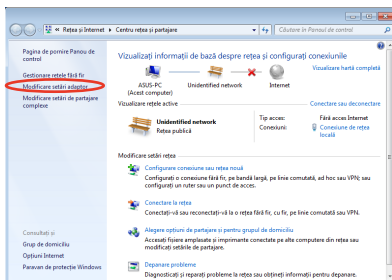 Rețea și Internet ▸ Centru rețea și partajare
Căutare în Panoul de control
Pagina de pornire Panou de
control
Gestionare rețele fără fir
Modificare setări adaptor
Modificare setări de partajare
complexe
Consultați și
Grup de domiciliu
Opțiuni Internet
Paravan de protecție Windows
Vizualizați informații de bază despre rețea și configurați conexiunile
Vizualizare hartă completă
ASUS-PC
(Acest computer)
Unidentified network
Internet
Vizualizare rețele active
Conectare sau deconectare
Unidentified network
Rețea publică
Tip acces: Fără acces Internet
Conexiuni: Conexiune de rețea
locală
Modificare setări rețea
Configurare conexiune sau rețea nouă
Configurați o conexiune fără fir, pe bandă largă, pe linie comutată, ad hoc sau VPN; sau
configurați un ruter sau un punct de acces.
Conectare la rețea
Conectați-vă sau reconectați-vă la o rețea fără fir, cu fir, pe linie comutată sau VPN.
Alegere opțiuni de partajare și pentru grupul de domiciliu
Accesați fișiere amplasate și imprimante conectate pe alte computere din rețea sau
modificați setările de partajare.
Depanare probleme
Diagnosticați și reparați probleme la rețea sau obțineți informații pentru depanare.